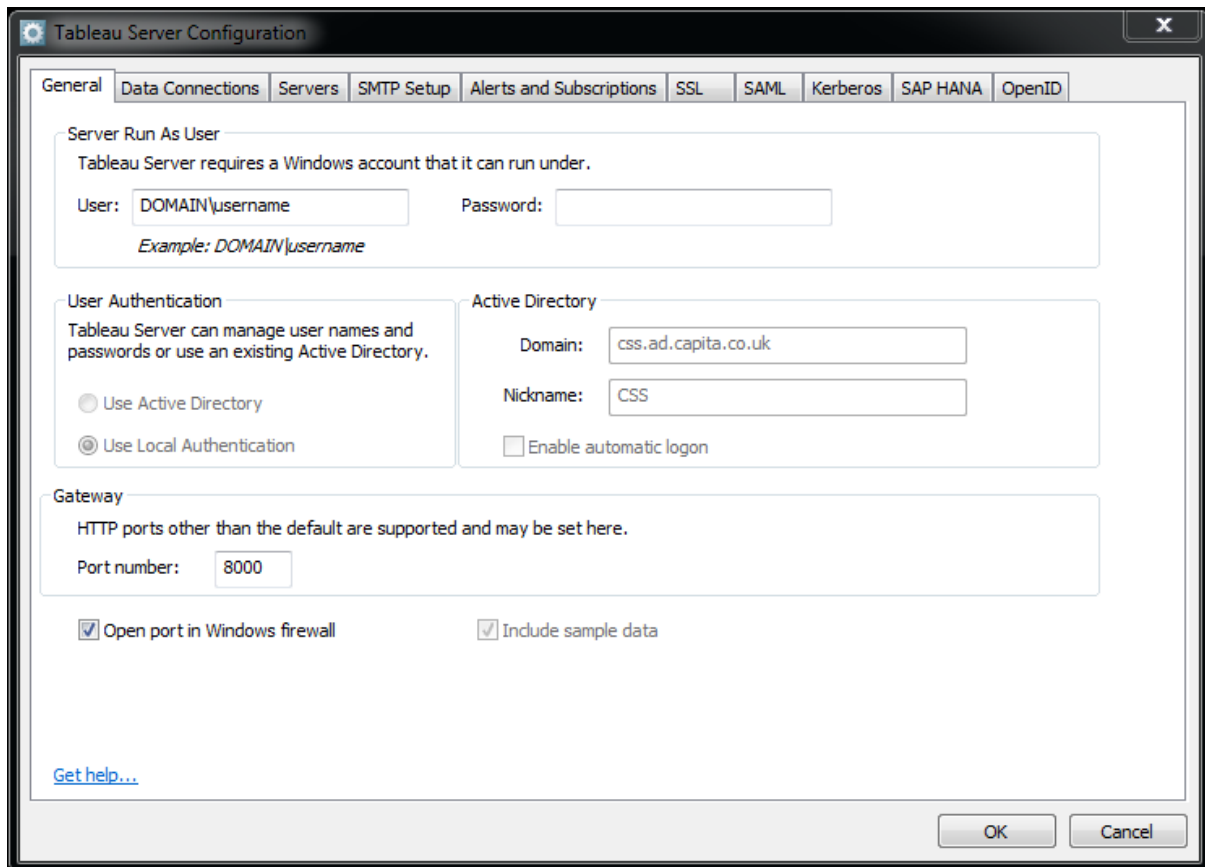 Tableau Server Configuration
X
General Data Connections Servers SMTP Setup Alerts and Subscriptions SSL SAML Kerberos SAP HANA OpenID
Server Run As User
Tableau Server requires a Windows account that it can run under.
User: DOMAIN\username Password:
Example: DOMAIN\username
User Authentication
Tableau Server can manage user names and
passwords or use an existing Active Directory.
Use Active Directory
Use Local Authentication
Active Directory
Domain: css.ad.capita.co.uk
Nickname: CSS
Enable automatic logon
Gateway
HTTP ports other than the default are supported and may be set here.
Port number: 8000
Open port in Windows firewall Include sample data
Get help...
OK Cancel